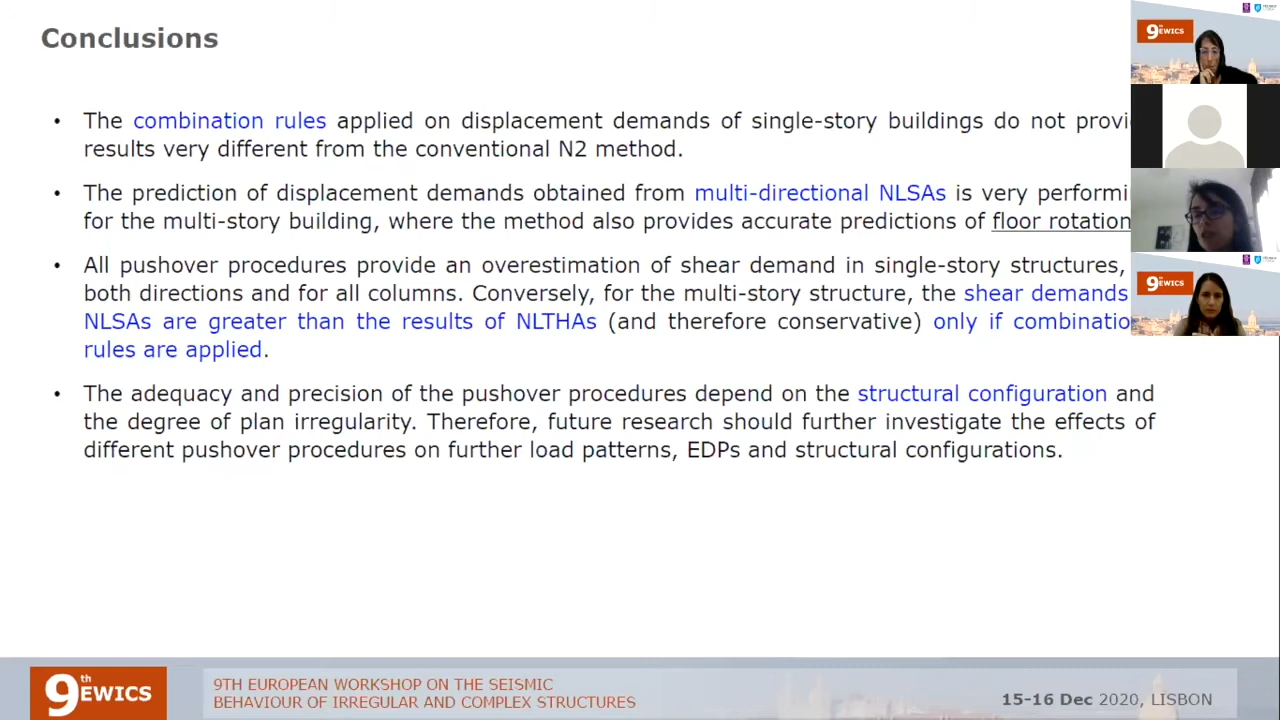 Conclusions
• The combination rules applied on displacement demands of single-story buildings do not
results very different from the conventional N2 method.
• The prediction of displacement demands obtained from multi-directional NLSAs is very
for the multi-story building, where the method also provides accurate predictions of floor rotation
• All pushover procedures provide an overestimation of shear demand in single-story structures,
both directions and for all columns. Conversely, for the multi-story structure, the shear demands
NLSAs are greater than the results of NLTHAs (and therefore conservative) only if
rules are applied.
• The adequacy and precision of the pushover procedures depend on the structural configuration and
the degree of plan irregularity. Therefore, future research should further investigate the effects of
different pushover procedures on further load patterns, EDPs and structural configurations.
9th EWICS
9th EWICS
9th EWICS
9TH EUROPEAN WORKSHOP ON THE SEISMIC
BEHAVIOUR OF IRREGULAR AND COMPLEX STRUCTURES
15-16 Dec 2020, LISBON